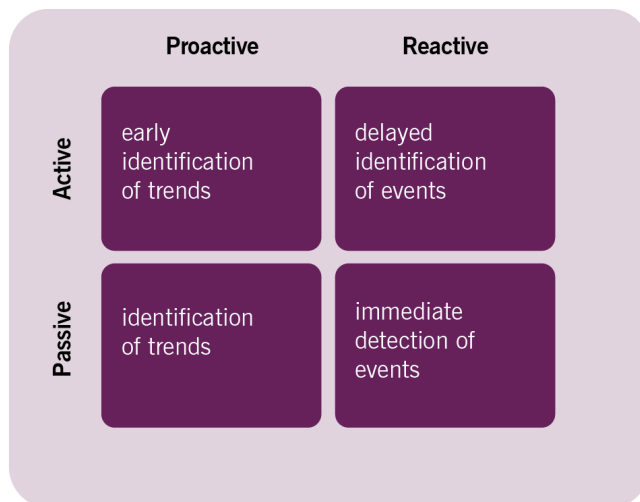 Proactive
Reactive
Active
early
identification
of trends
delayed
identification
of events
Passive
identification
of trends
immediate
detection of
events